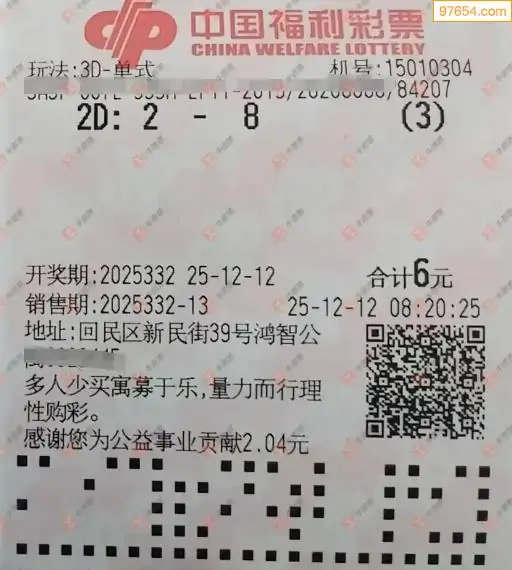 97654.com
中国福利彩票
CHINA WELFARE LOTTERY
玩法:3D-单式 机号:15010304
/84207
2D: 2 - 8 (3)
开奖期:2025332 25-12-12 合计6元
销售期:2025332-13 25-12-12 08:20:25
地址:回民区新民街39号鸿智公
多人少买寓募于乐,量力而行理
性购彩。
感谢您为公益事业贡献2.04元